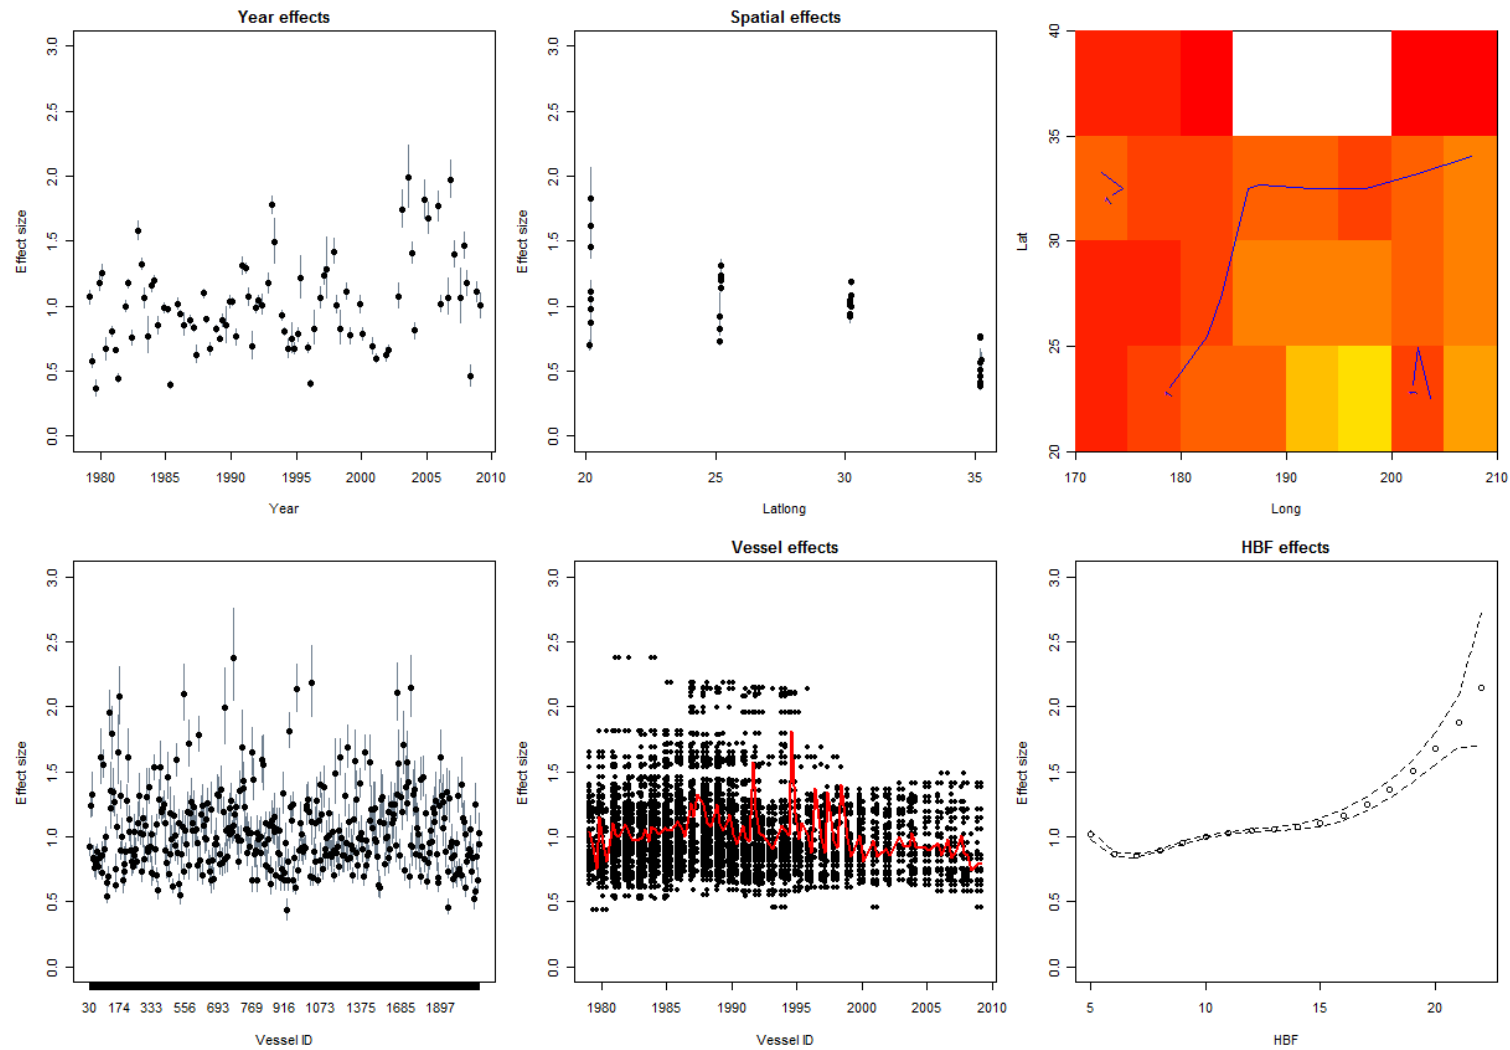 Year effects
3.0
2.5
2.0
1.5
1.0
0.5
0.0
Effect size
1980 1985 1990 1995 2000 2005 2010
Year
Spatial effects
3.0
2.5
2.0
1.5
1.0
0.5
0.0
Effect size
20 25 30 35
Latlong
40
35
30
25
20
Lat
170 180 190 200 210
Long
3.0
2.5
2.0
1.5
1.0
0.5
0.0
Effect size
30 174 333 556 693 769 916 1073 1375 1685 1897
Vessel ID
Vessel effects
3.0
2.5
2.0
1.5
1.0
0.5
0.0
Effect size
1980 1985 1990 1995 2000 2005 2010
Vessel ID
HBF effects
3.0
2.5
2.0
1.5
1.0
0.5
0.0
Effect size
5 10 15 20
HBF